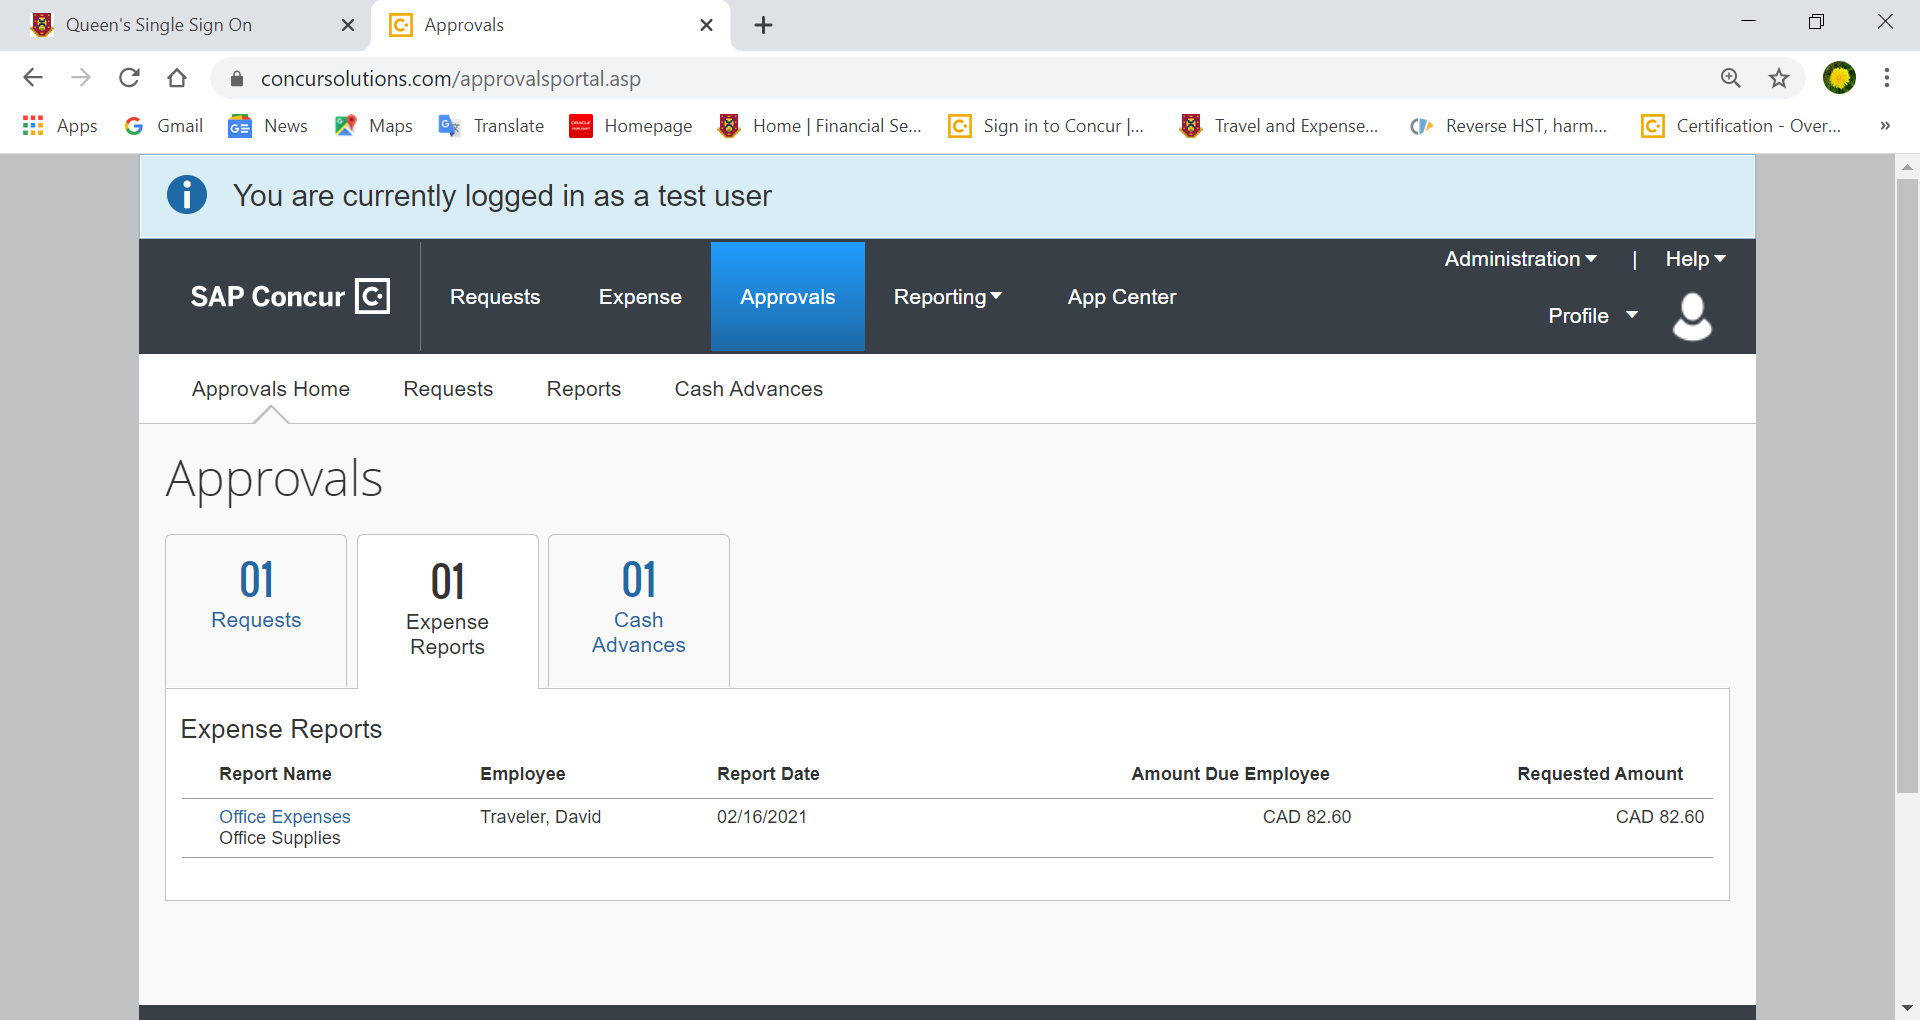 Queen's Single Sign On
Approvals
concursolutions.com/approvalsportal.asp
Apps Gmail News Maps Translate Homepage Home | Financial Se... Sign in to Concur |... Travel and Expense... Reverse HST, harm... Certification - Over... »
You are currently logged in as a test user
Administration | Help
SAP Concur C Requests Expense Approvals Reporting App Center
Profile
Approvals Home Requests Reports Cash Advances
Approvals
01 01 01
Requests Expense Reports Cash Advances
Expense Reports
Report Name Employee Report Date Amount Due Employee Requested Amount
Office Expenses Traveler, David 02/16/2021 CAD 82.60 CAD 82.60
Office Supplies